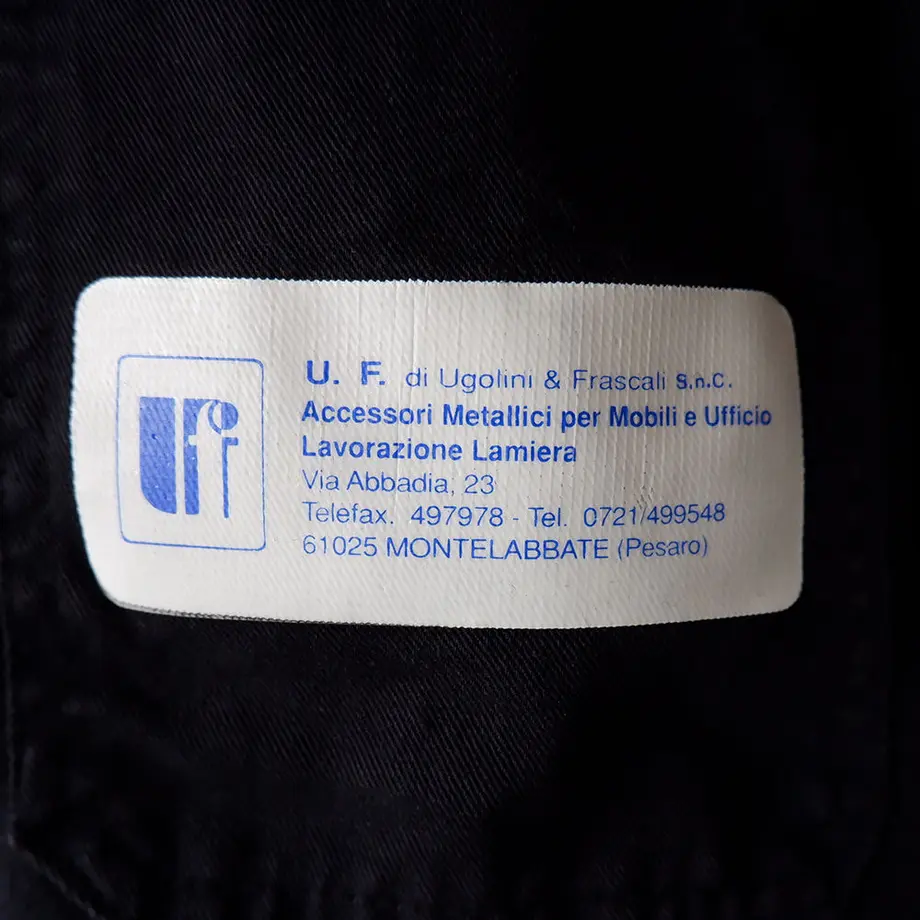 uf
U. F. di Ugolini & Frascali s.n.c.
Accessori Metallici per Mobili e Ufficio
Lavorazione Lamiera
Via Abbadia, 23
Telefax. 497978 - Tel. 0721/499548
61025 MONTELABBATE (Pesaro)